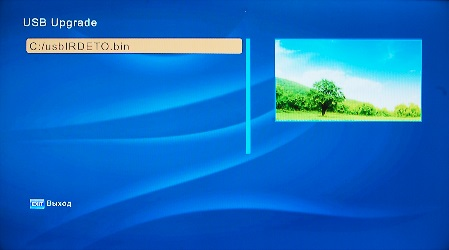 USB Upgrade
C:/usbIRDETO.bin
EXIT Выход